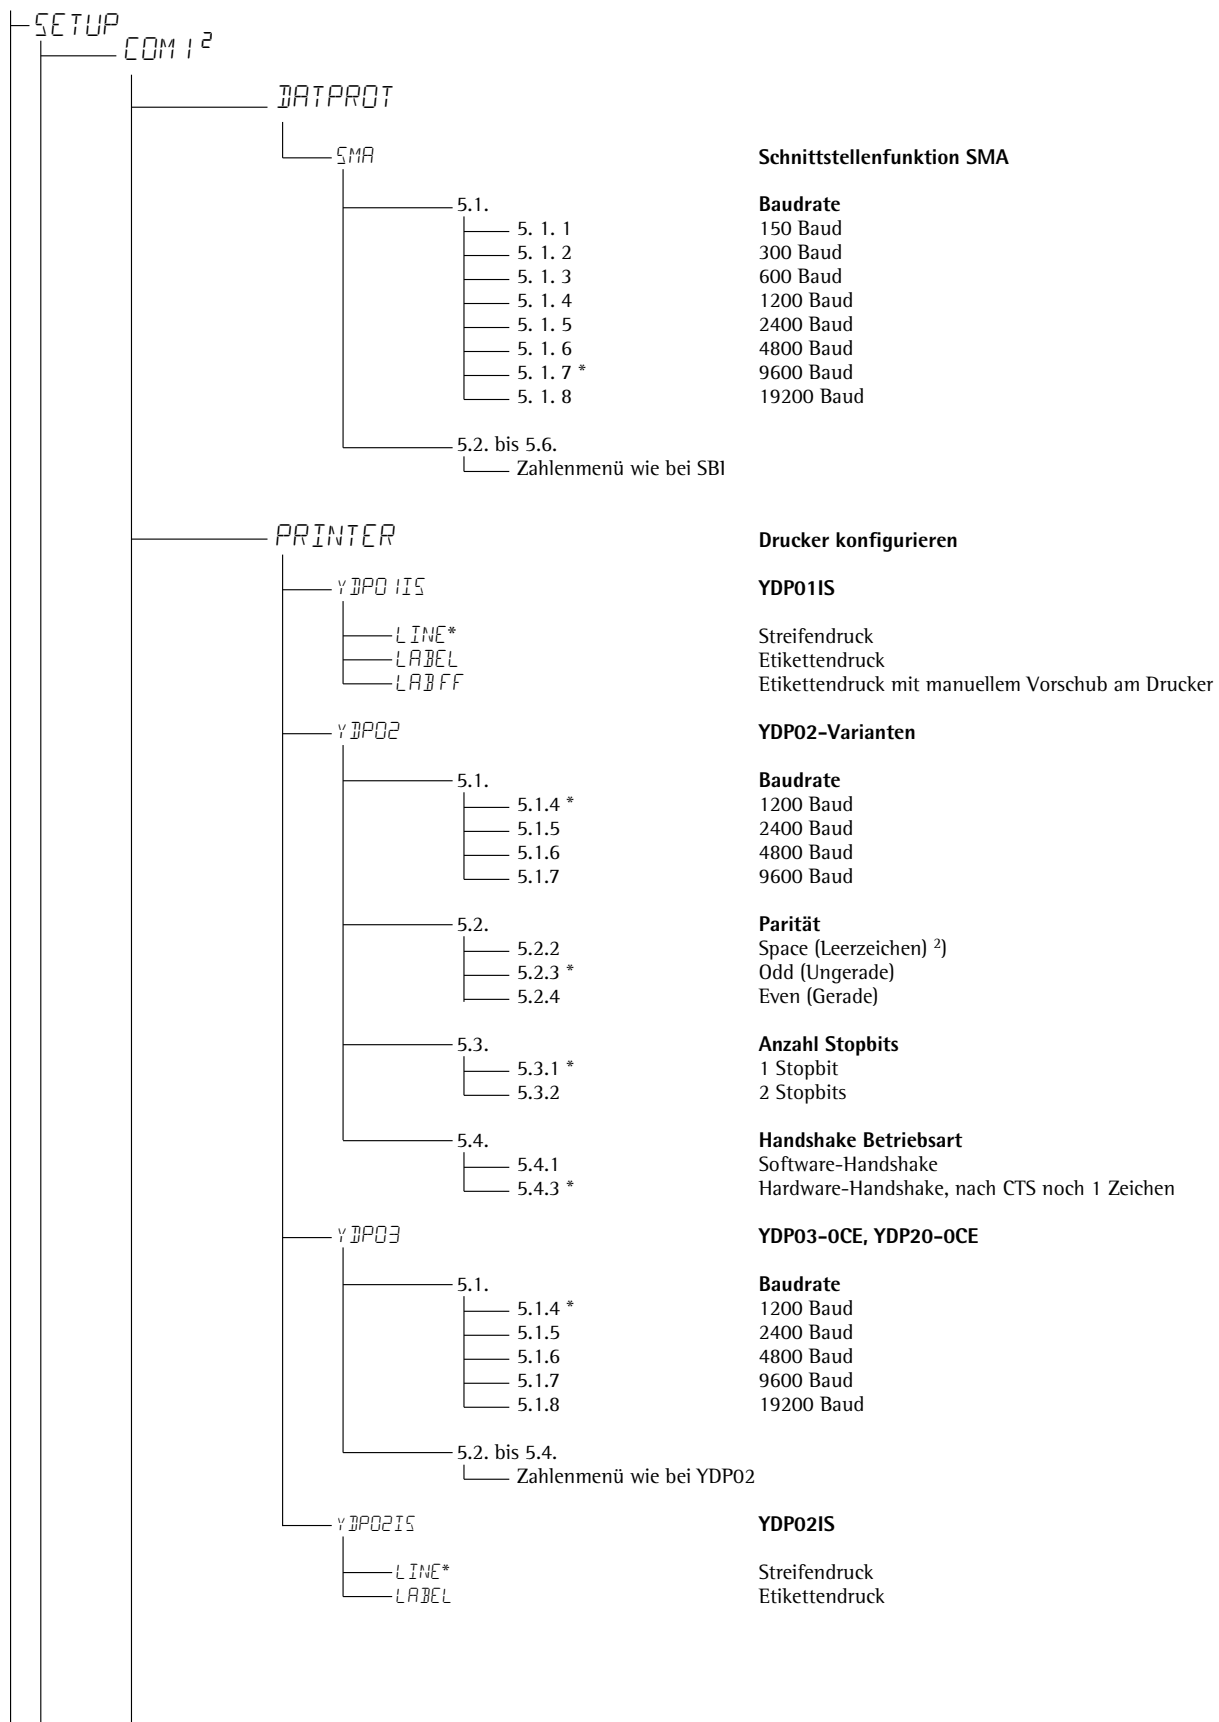 SETUP
COM1 2
DATPROT
SMA Schnittstellenfunktion SMA
5.1. Baudrate
5. 1. 1 150 Baud
5. 1. 2 300 Baud
5. 1. 3 600 Baud
5. 1. 4 1200 Baud
5. 1. 5 2400 Baud
5. 1. 6 4800 Baud
5. 1. 7 * 9600 Baud
5. 1. 8 19200 Baud
5.2. bis 5.6.
Zahlenmenü wie bei SBI
PRINTER Drucker konfigurieren
YDP01IS YDP01IS
LINE* Streifendruck
LABEL Etikettendruck
LABFF Etikettendruck mit manuellem Vorschub am Drucker
YDP02 YDP02-Varianten
5.1. Baudrate
5.1.4 * 1200 Baud
5.1.5 2400 Baud
5.1.6 4800 Baud
5.1.7 9600 Baud
5.2. Parität
5.2.2 Space (Leerzeichen) 2)
5.2.3 * Odd (Ungerade)
5.2.4 Even (Gerade)
5.3. Anzahl Stopbits
5.3.1 * 1 Stopbit
5.3.2 2 Stopbits
5.4. Handshake Betriebsart
5.4.1 Software-Handshake
5.4.3 * Hardware-Handshake, nach CTS noch 1 Zeichen
YDP03 YDP03-0CE, YDP20-0CE
5.1. Baudrate
5.1.4 * 1200 Baud
5.1.5 2400 Baud
5.1.6 4800 Baud
5.1.7 9600 Baud
5.1.8 19200 Baud
5.2. bis 5.4.
Zahlenmenü wie bei YDP02
YDP02IS YDP02IS
LINE* Streifendruck
LABEL Etikettendruck